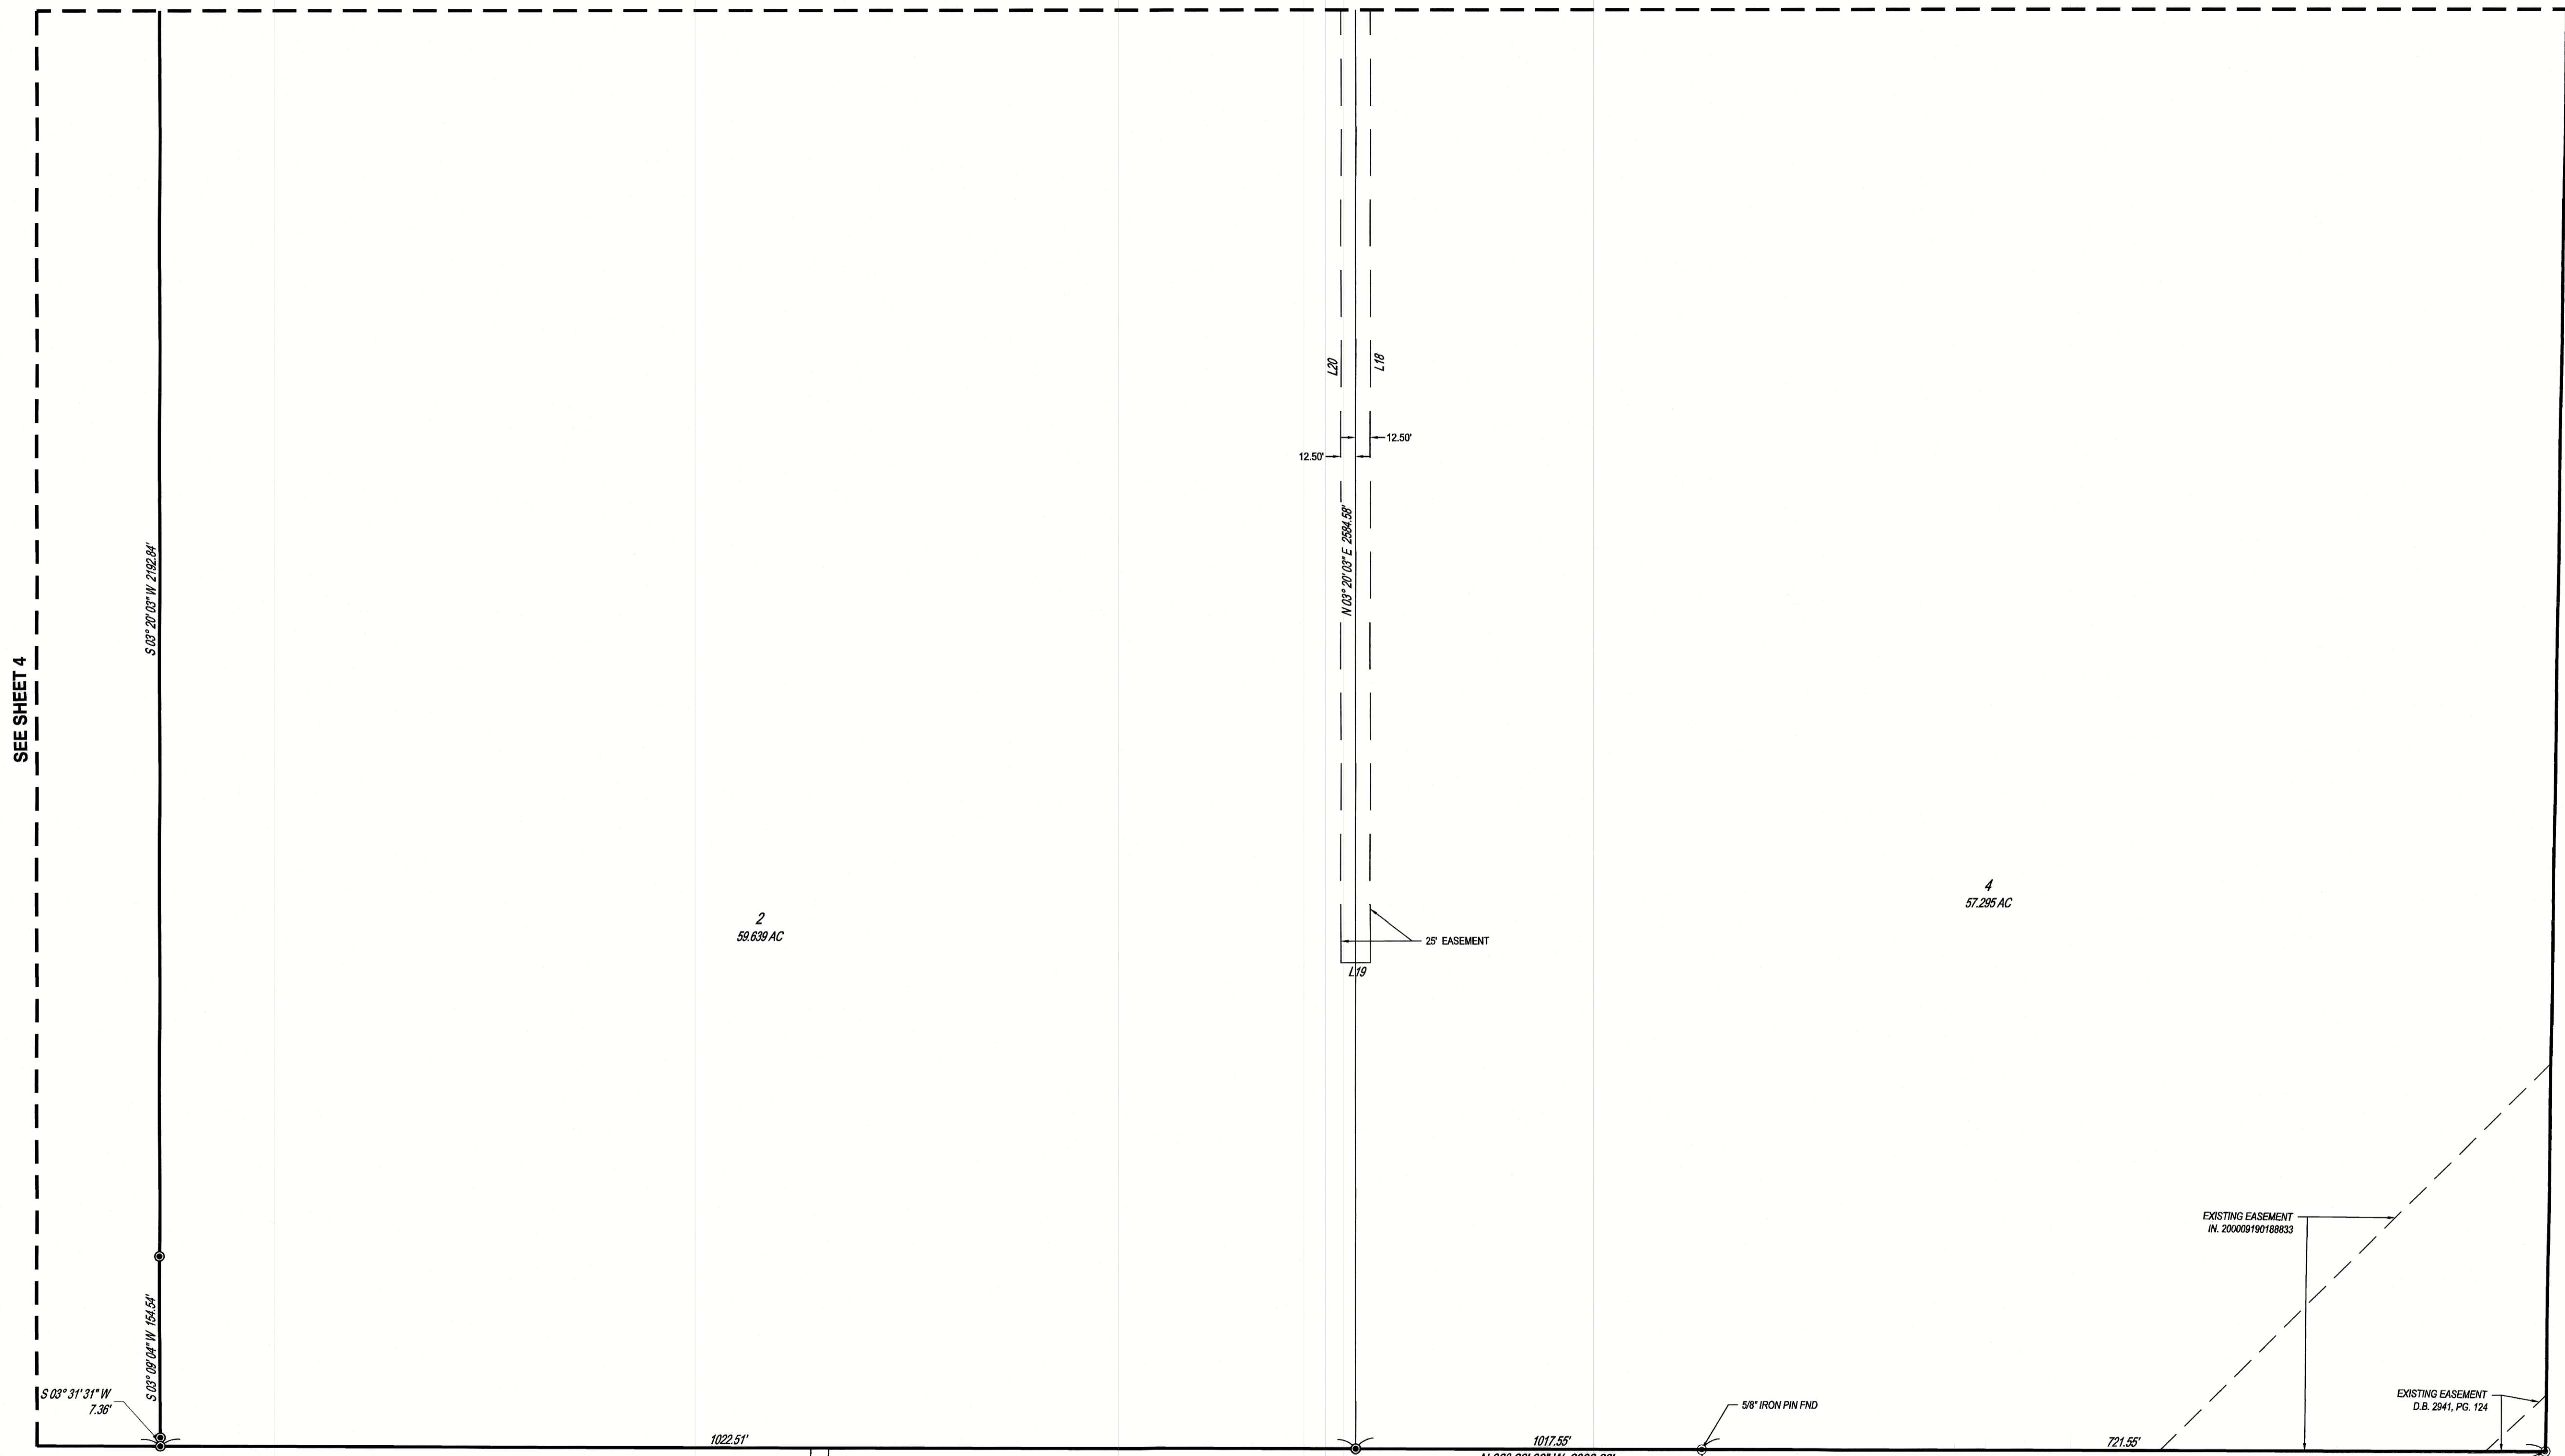 SEE SHEET 4
S 03° 20' 03" W 2192.84'
L20
L18
12.50'
12.50'
N 03° 20' 03" E 2584.58'
2
59.639 AC
4
57.295 AC
25' EASEMENT
L19
EXISTING EASEMENT
IN. 200009190188833
S 03° 09' 04" W 154.54'
S 03° 31' 31" W
7.36'
EXISTING EASEMENT
D.B. 2941, PG. 124
5/8" IRON PIN FND
1022.51'
1017.55'
721.55'